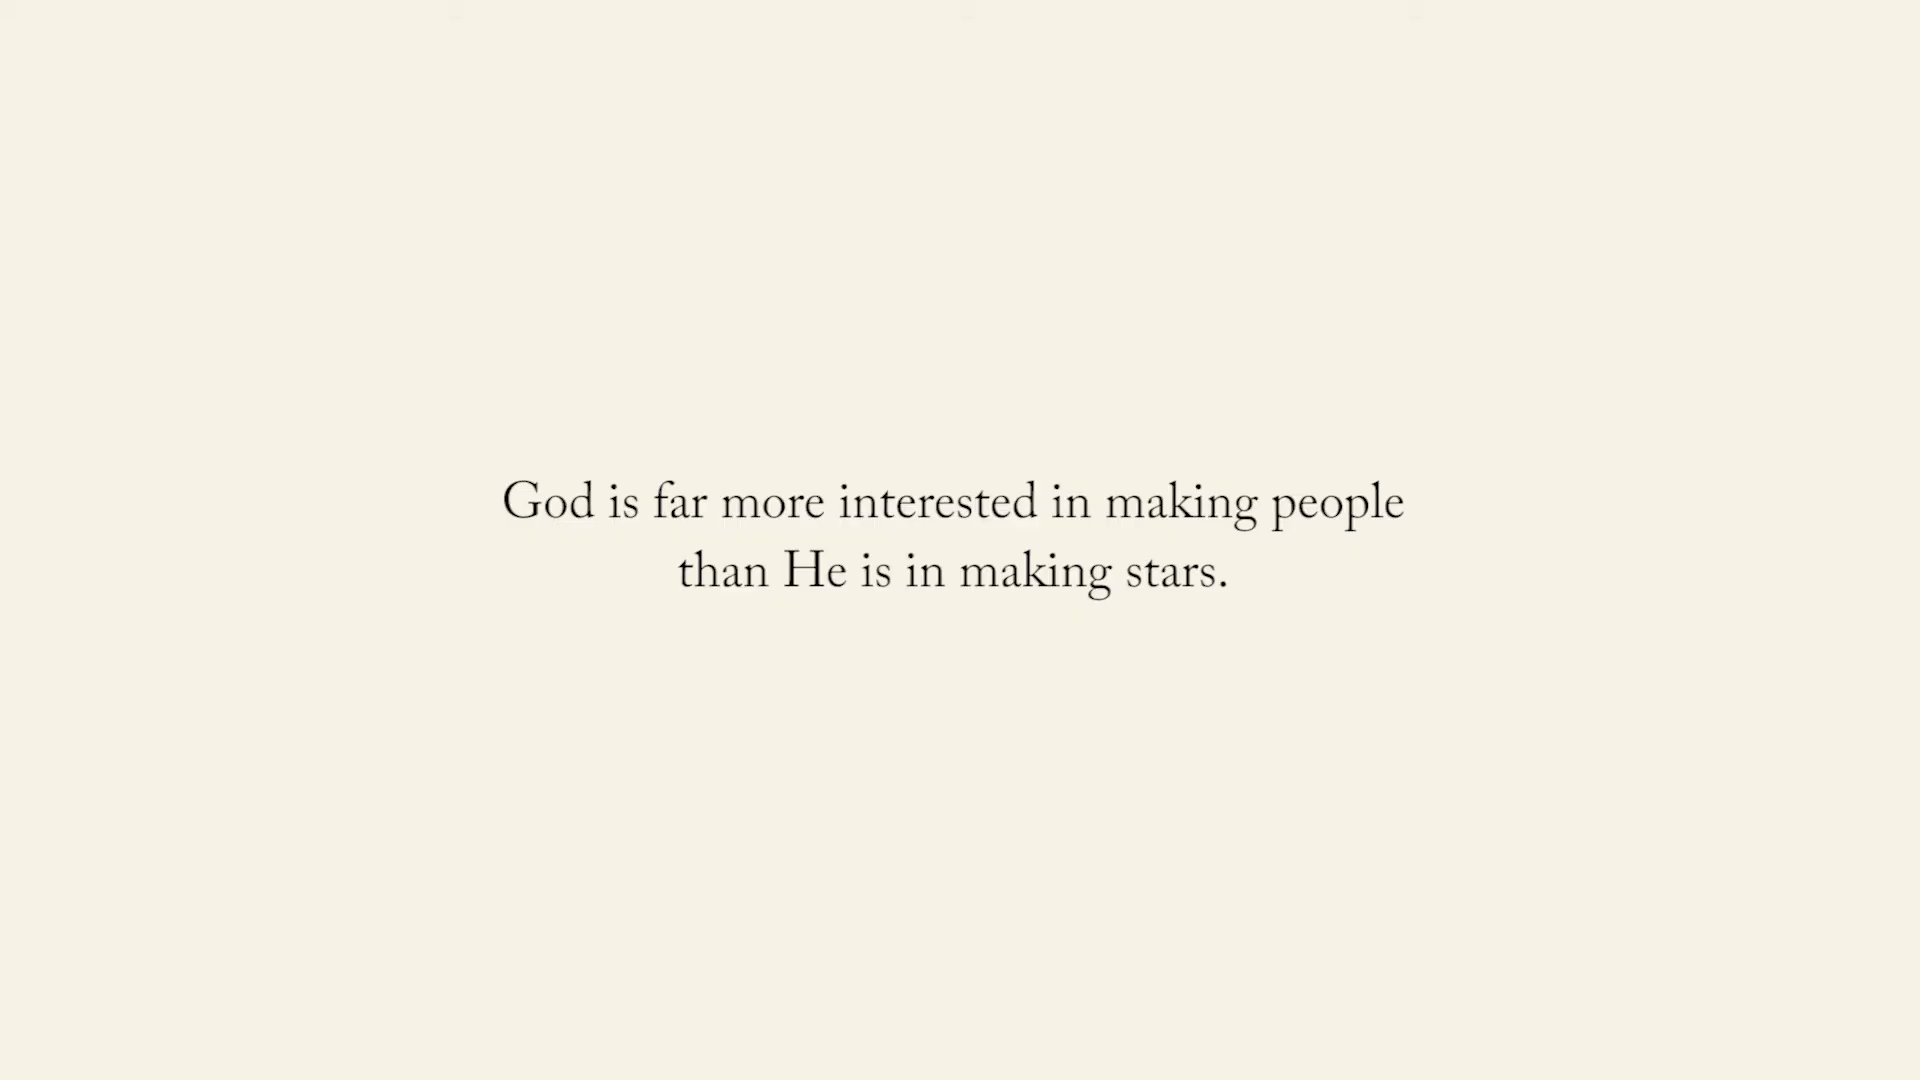 God is far more interested in making people
than He is in making stars.